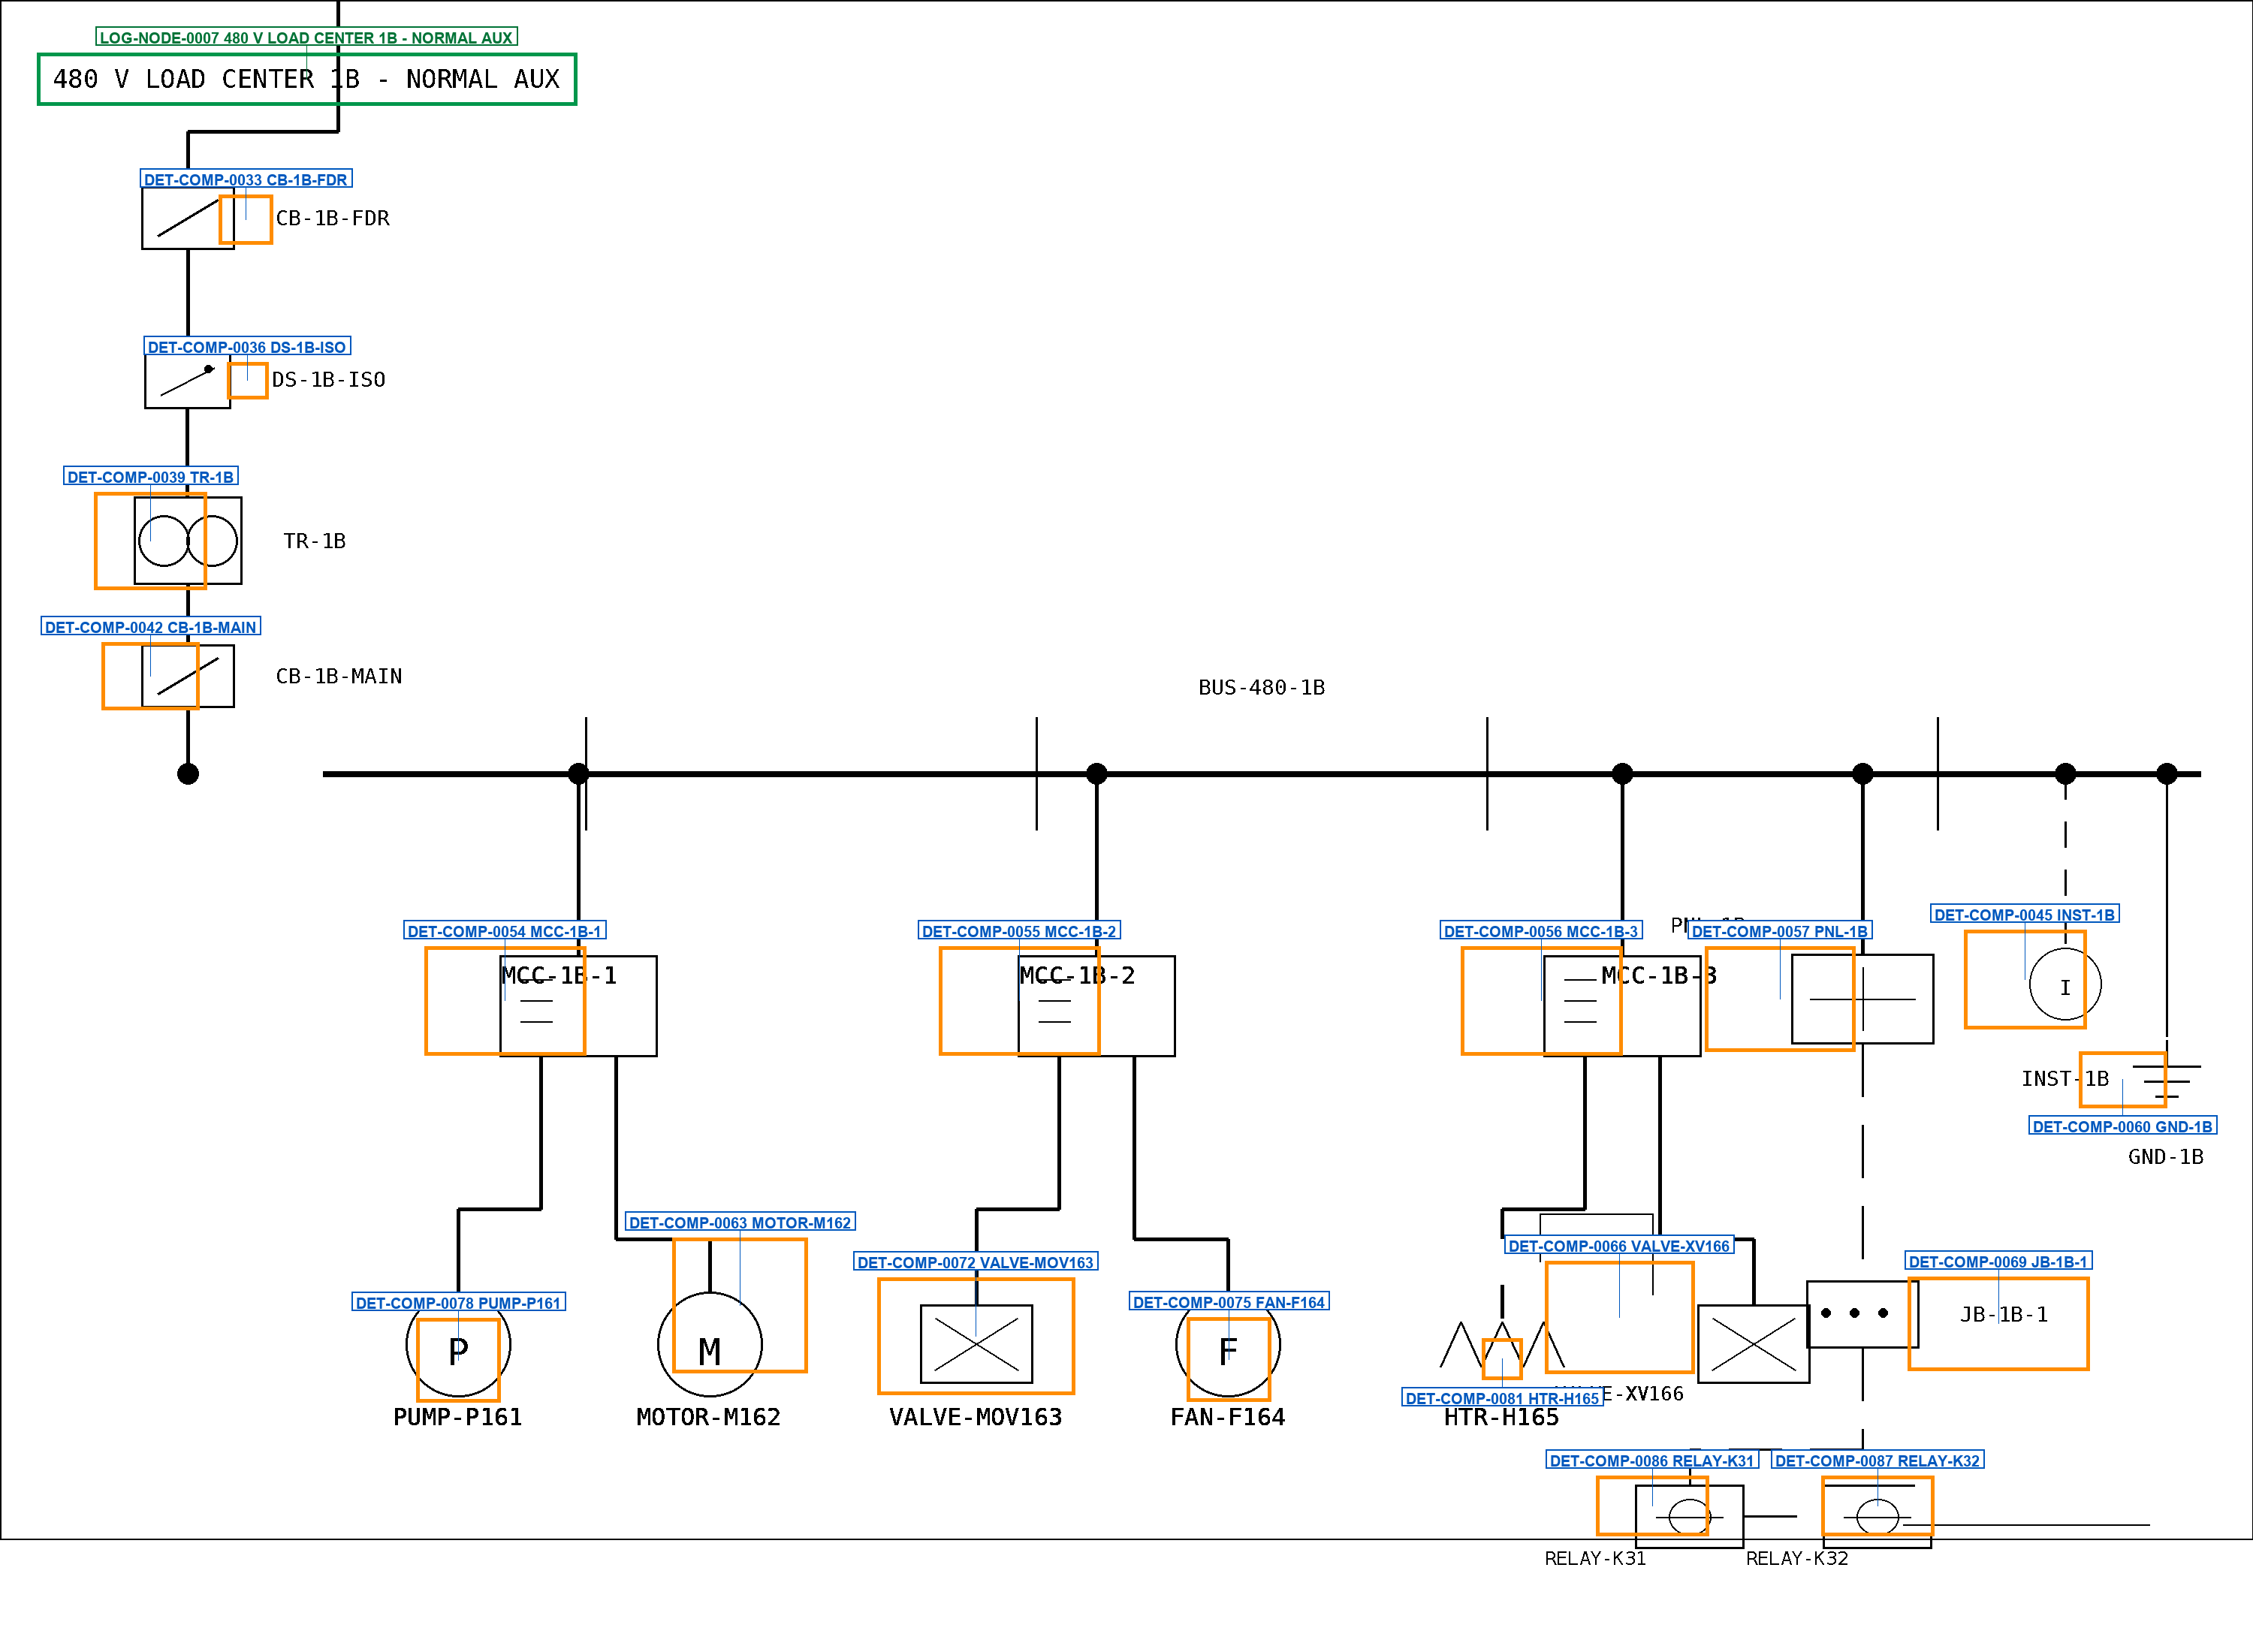 LOG-NODE-0007 480 V LOAD CENTER 1B - NORMAL AUX
480 V LOAD CENTER 1B - NORMAL AUX
DET-COMP-0033 CB-1B-FDR
CB-1B-FDR
DET-COMP-0036 DS-1B-ISO
DS-1B-ISO
DET-COMP-0039 TR-1B
TR-1B
DET-COMP-0042 CB-1B-MAIN
CB-1B-MAIN
BUS-480-1B
DET-COMP-0054 MCC-1B-1
DET-COMP-0055 MCC-1B-2
DET-COMP-0056 MCC-1B-3
DET-COMP-0057 PNL-1B
DET-COMP-0045 INST-1B
MCC-1B-1
MCC-1B-2
MCC-1B-3
I
INST-1B
DET-COMP-0060 GND-1B
GND-1B
DET-COMP-0063 MOTOR-M162
DET-COMP-0066 VALVE-XV166
DET-COMP-0072 VALVE-MOV163
DET-COMP-0069 JB-1B-1
DET-COMP-0078 PUMP-P161
DET-COMP-0075 FAN-F164
JB-1B-1
P
M
F
DET-COMP-0081 HTR-H165
E-XV166
PUMP-P161
MOTOR-M162
VALVE-MOV163
FAN-F164
HTR-H165
DET-COMP-0086 RELAY-K31
DET-COMP-0087 RELAY-K32
RELAY-K31
RELAY-K32